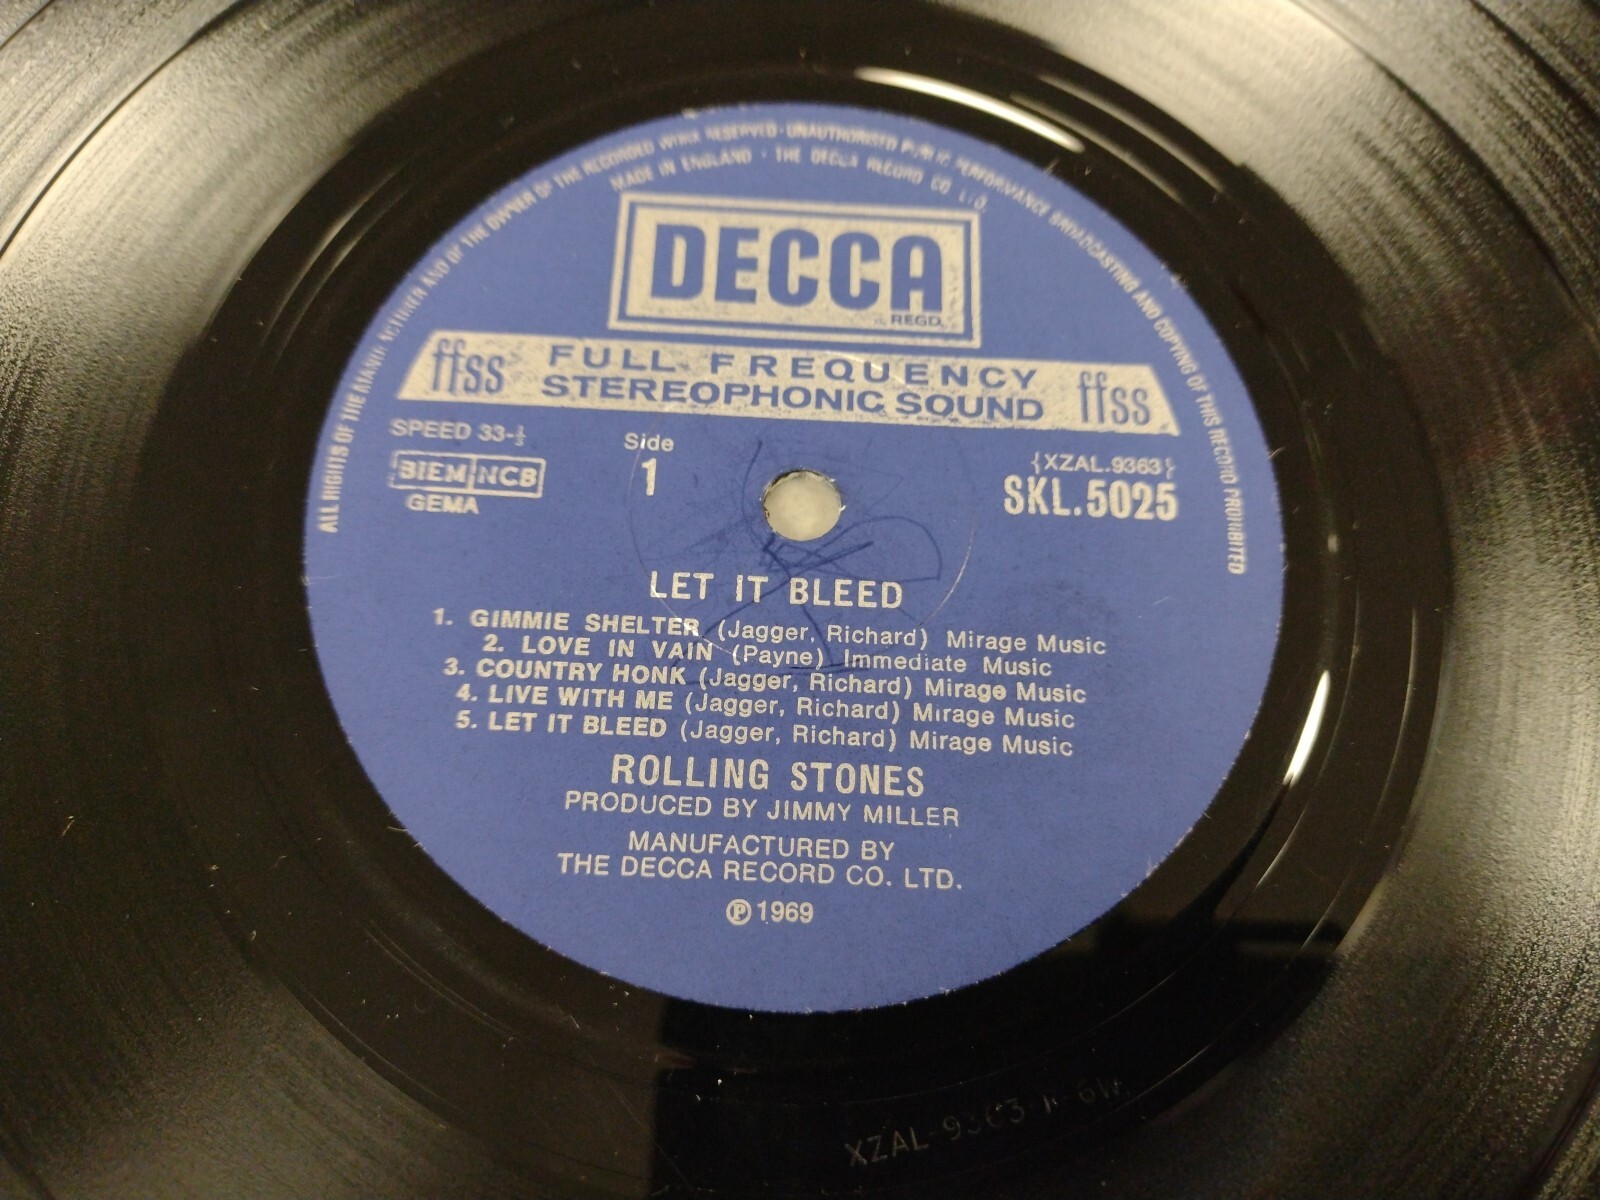 ALL RIGHTS OF THE MANUFACTURER AND OF THE OWNER OF THE RECORDED WORK RESERVED · UNAUTHORISED PUBLIC PERFORMANCE BROADCASTING AND COPYING OF THIS RECORD PROHIBITED
MADE IN ENGLAND · THE DECCA RECORD CO LTD.
DECCA
REGD.
ffss FULL FREQUENCY ffss
STEREOPHONIC SOUND
SPEED 33-⅓
Side
1
{XZAL.9363}
BIEM NCB
SKL.5025
GEMA
LET IT BLEED
1. GIMMIE SHELTER (Jagger, Richard) Mirage Music
2. LOVE IN VAIN (Payne) Immediate Music
3. COUNTRY HONK (Jagger, Richard) Mirage Music
4. LIVE WITH ME (Jagger, Richard) Mirage Music
5. LET IT BLEED (Jagger, Richard) Mirage Music
ROLLING STONES
PRODUCED BY JIMMY MILLER
MANUFACTURED BY
THE DECCA RECORD CO. LTD.
Ⓟ 1969
XZAL-9363